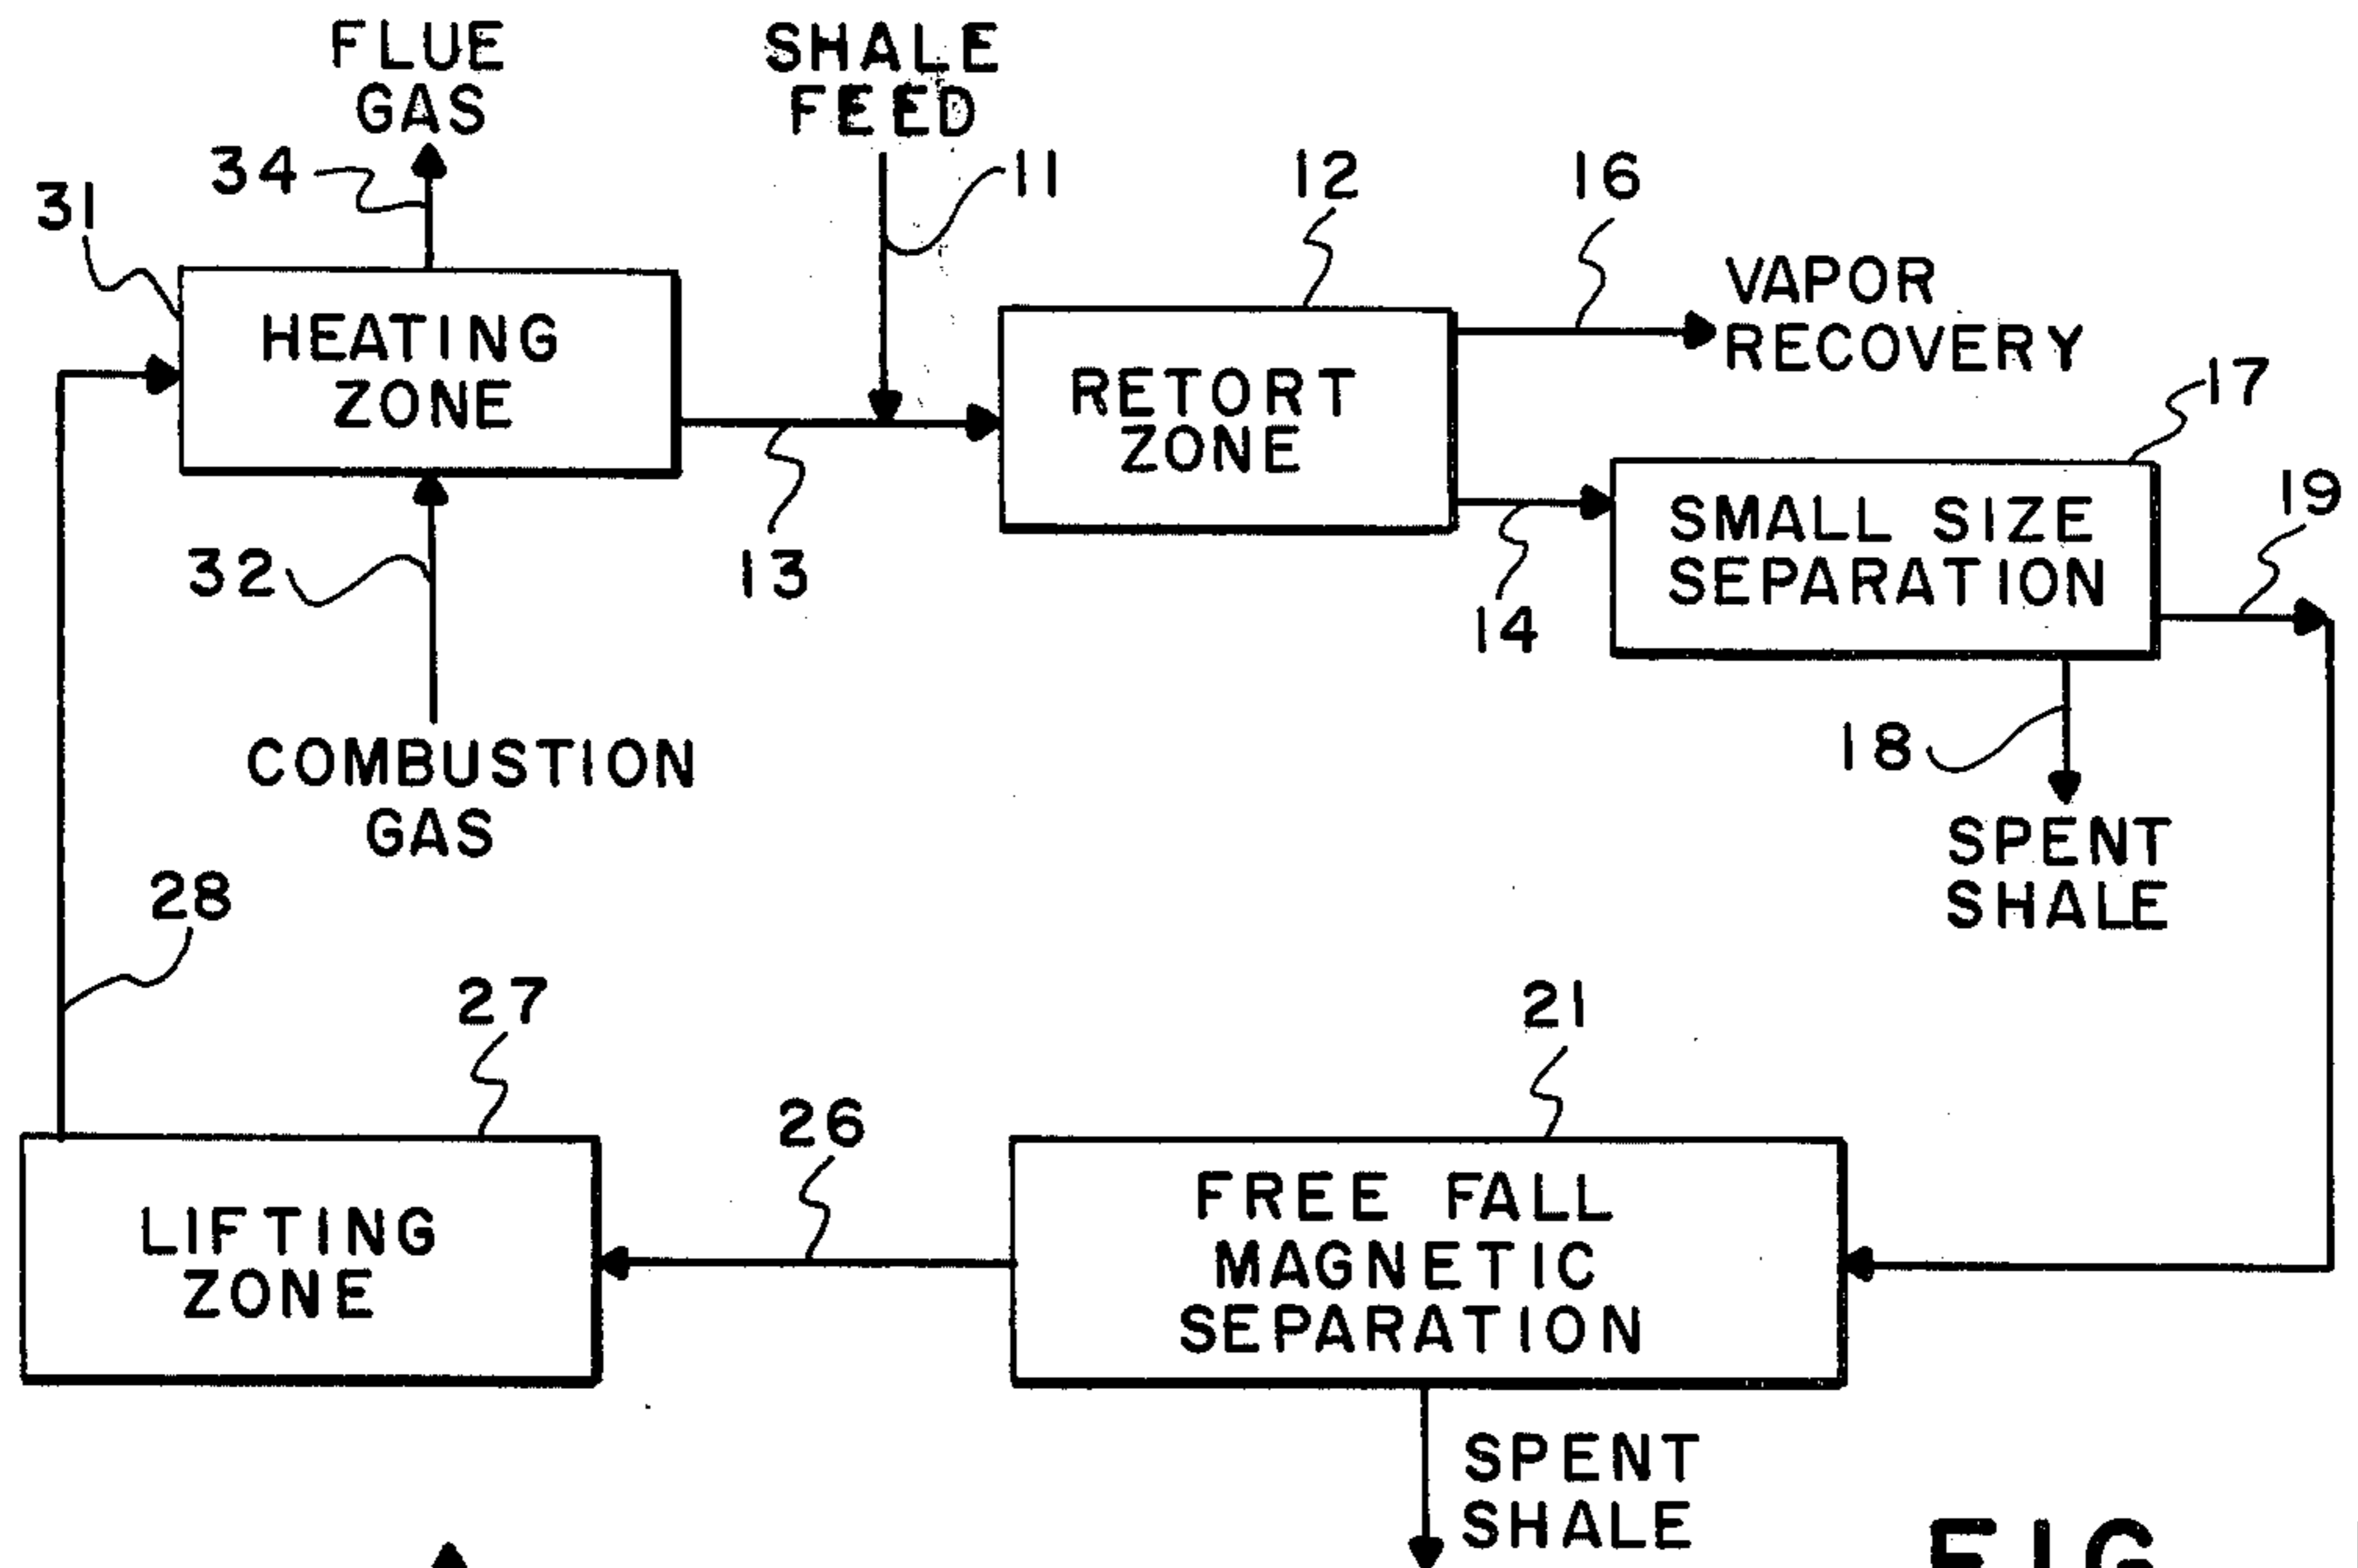 FLUE
GAS
SHALE
FEED
34
11
12
16
31
VAPOR
RECOVERY
HEATING
ZONE
RETORT
ZONE
17
19
32
13
14
SMALL SIZE
SEPARATION
18
COMBUSTION
GAS
SPENT
SHALE
28
27
26
21
LIFTING
ZONE
FREE FALL
MAGNETIC
SEPARATION
SPENT
SHALE
FIG